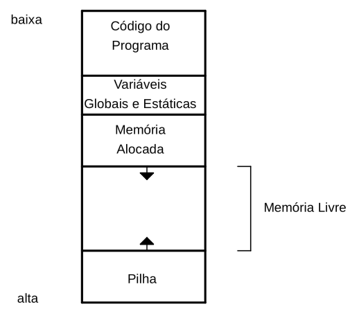 baixa
Código do
Programa
Variáveis
Globais e Estáticas
Memória
Alocada
Memória Livre
Pilha
alta